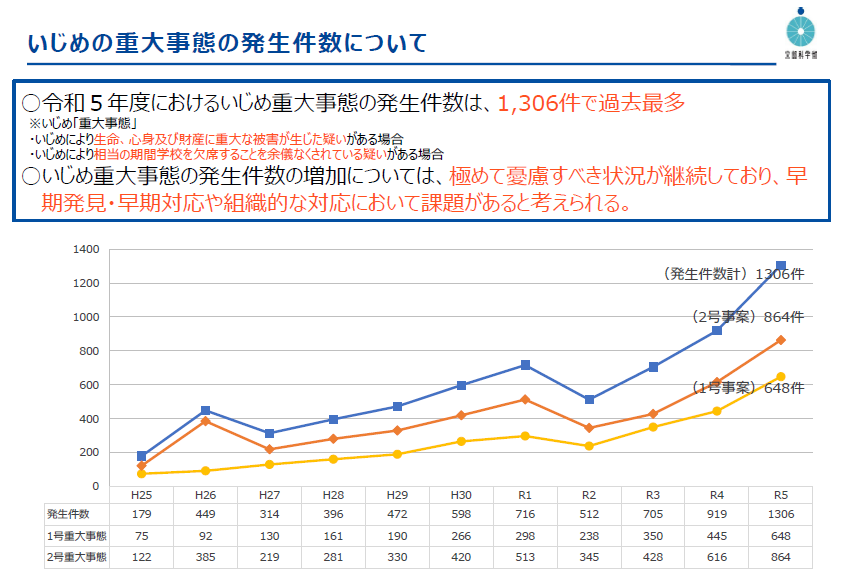 いじめの重大事態の発生件数について
文部科学省
○令和５年度におけるいじめ重大事態の発生件数は、1,306件で過去最多
※いじめ「重大事態」
・いじめにより生命、心身及び財産に重大な被害が生じた疑いがある場合
・いじめにより相当の期間学校を欠席することを余儀なくされている疑いがある場合
○いじめ重大事態の発生件数の増加については、極めて憂慮すべき状況が継続しており、早
期発見・早期対応や組織的な対応において課題があると考えられる。
1400
1200
1000
800
600
400
200
0
（発生件数計）1306件
（2号事案）864件
（1号事案）648件
H25 H26 H27 H28 H29 H30 R1 R2 R3 R4 R5
発生件数 179 449 314 396 472 598 716 512 705 919 1306
1号重大事態 75 92 130 161 190 266 298 238 350 445 648
2号重大事態 122 385 219 281 330 420 513 345 428 616 864